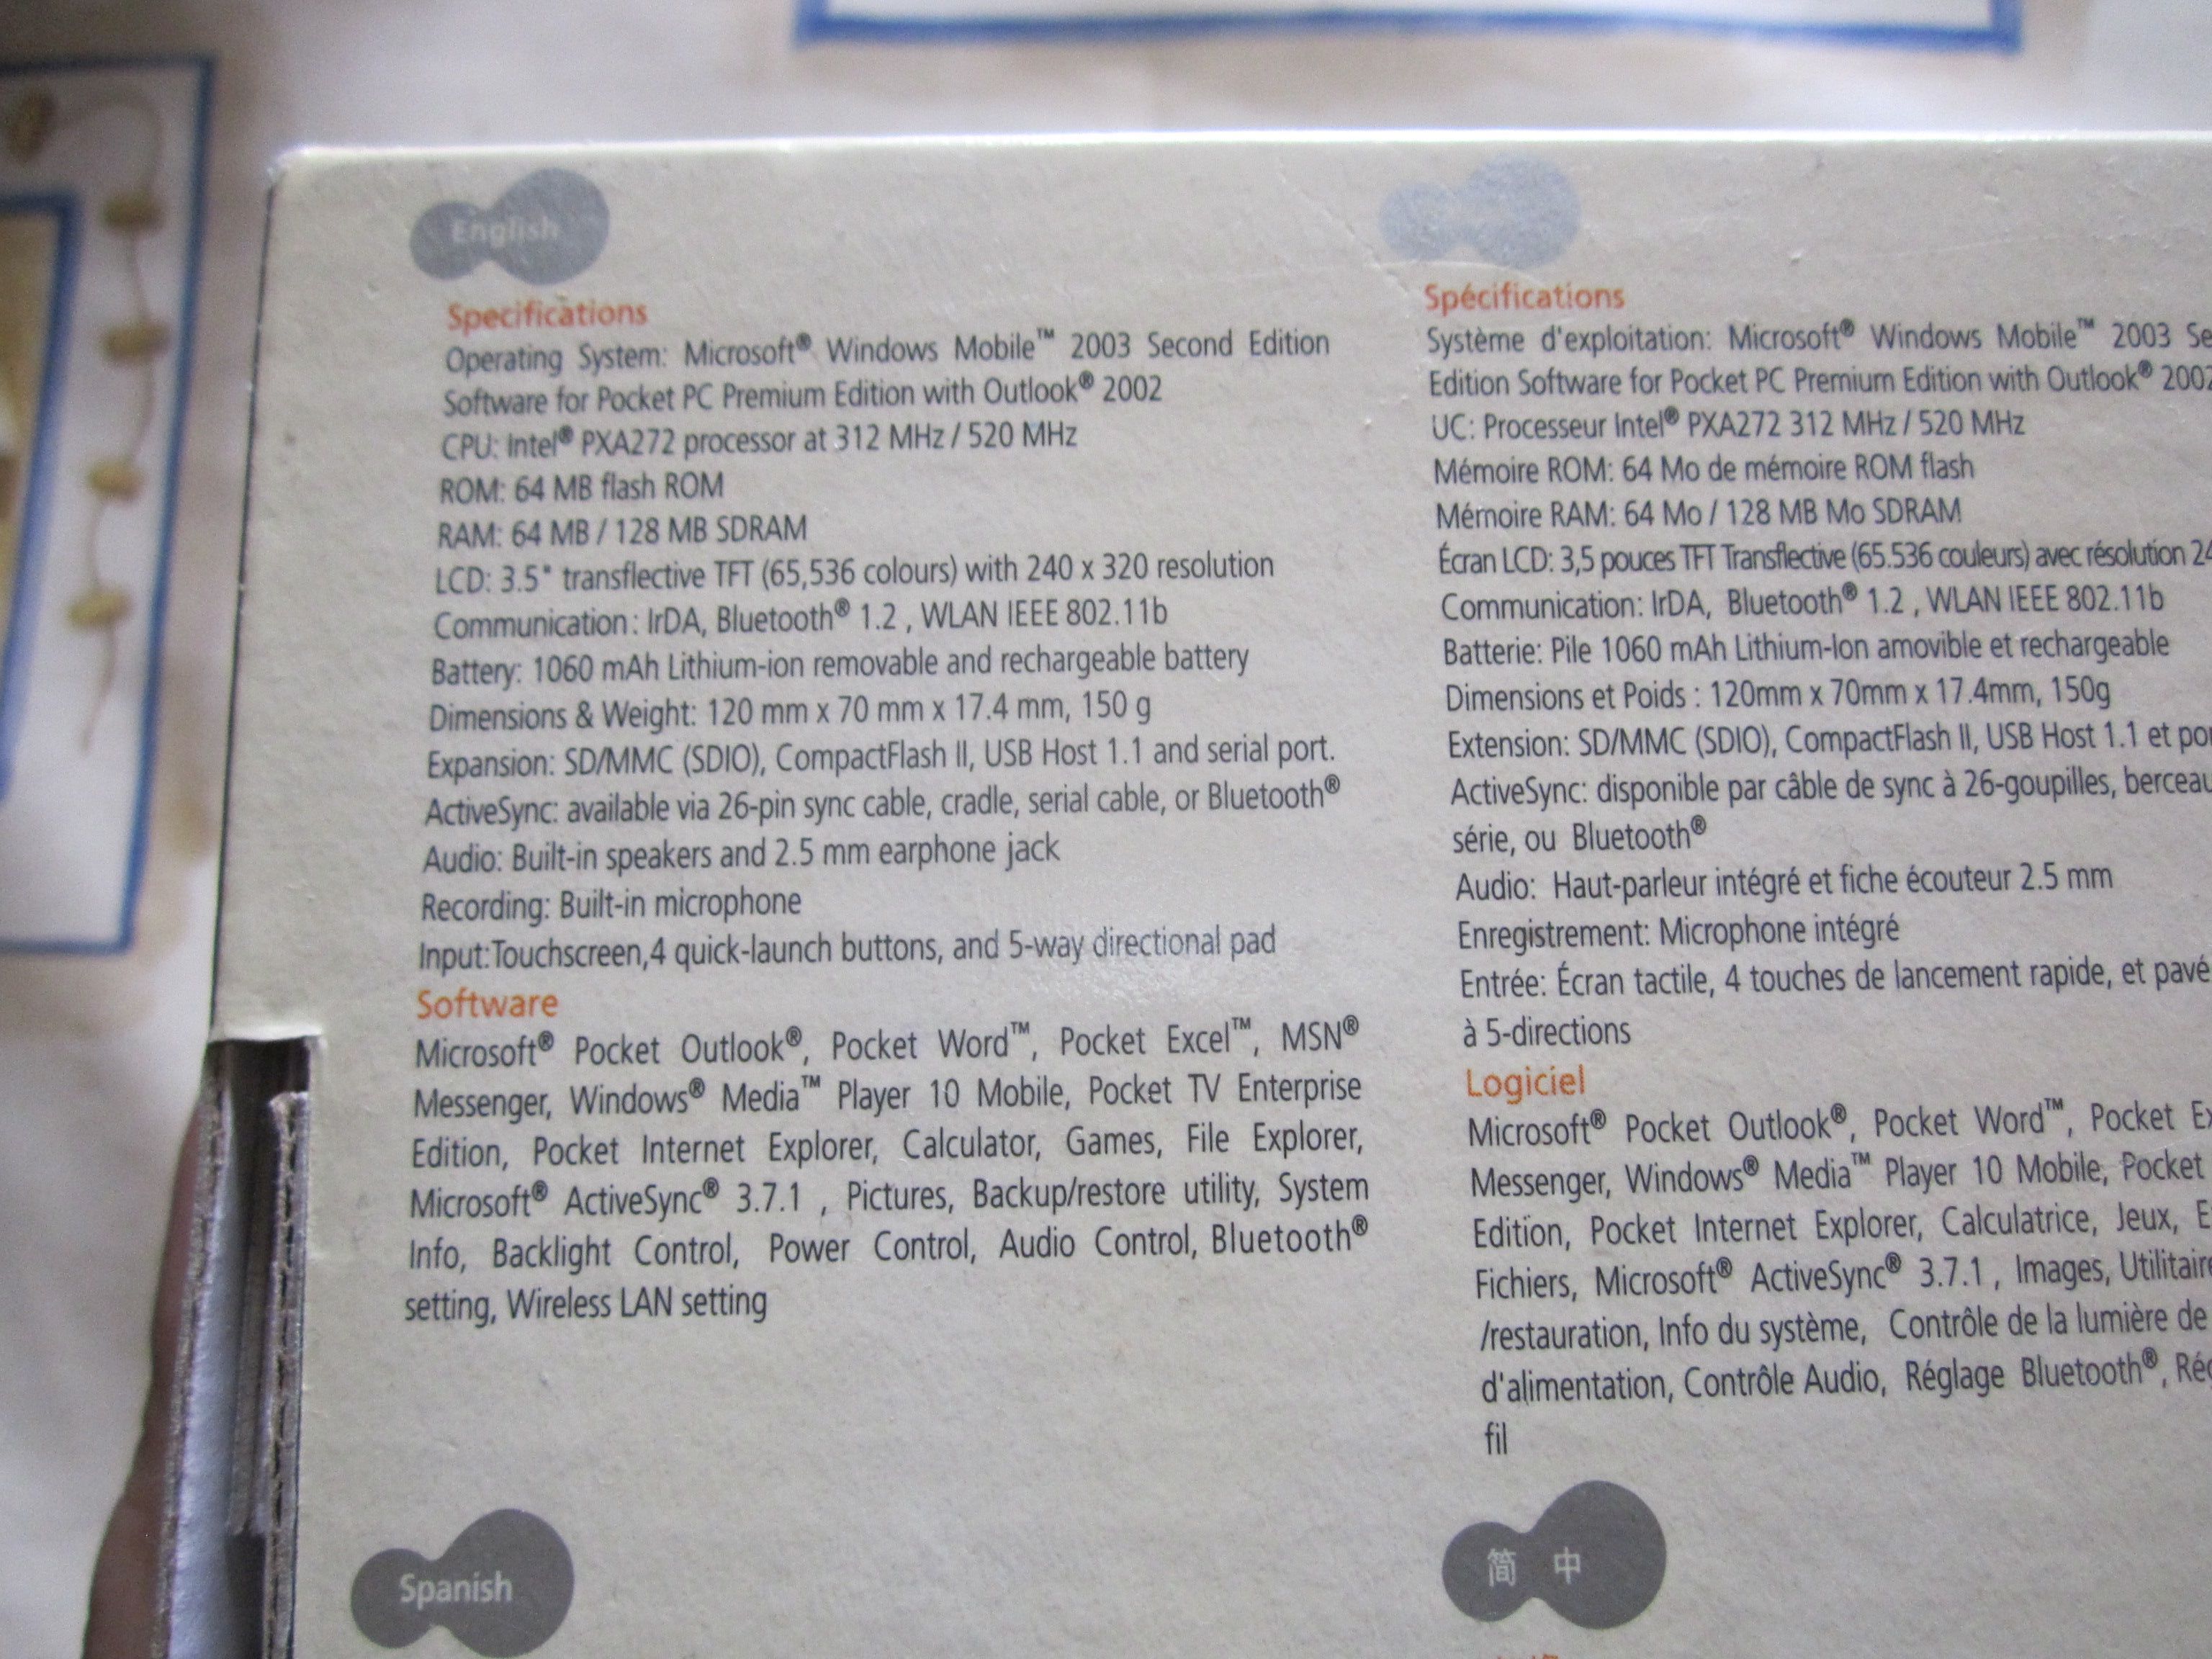 English
Specifications
Operating System: Microsoft® Windows Mobile™ 2003 Second Edition
Software for Pocket PC Premium Edition with Outlook® 2002
CPU: Intel® PXA272 processor at 312 MHz / 520 MHz
ROM: 64 MB flash ROM
RAM: 64 MB / 128 MB SDRAM
LCD: 3.5" transflective TFT (65,536 colours) with 240 x 320 resolution
Communication : IrDA, Bluetooth® 1.2 , WLAN IEEE 802.11b
Battery: 1060 mAh Lithium-ion removable and rechargeable battery
Dimensions & Weight: 120 mm x 70 mm x 17.4 mm, 150 g
Expansion: SD/MMC (SDIO), CompactFlash II, USB Host 1.1 and serial port.
ActiveSync: available via 26-pin sync cable, cradle, serial cable, or Bluetooth®
Audio: Built-in speakers and 2.5 mm earphone jack
Recording: Built-in microphone
Input:Touchscreen,4 quick-launch buttons, and 5-way directional pad
Software
Microsoft® Pocket Outlook®, Pocket Word™, Pocket Excel™, MSN®
Messenger, Windows® Media™ Player 10 Mobile, Pocket TV Enterprise
Edition, Pocket Internet Explorer, Calculator, Games, File Explorer,
Microsoft® ActiveSync® 3.7.1 , Pictures, Backup/restore utility, System
Info, Backlight Control, Power Control, Audio Control, Bluetooth®
setting, Wireless LAN setting
Spécifications
Système d'exploitation: Microsoft® Windows Mobile™ 2003 Se
Edition Software for Pocket PC Premium Edition with Outlook® 2002
UC: Processeur Intel® PXA272 312 MHz / 520 MHz
Mémoire ROM: 64 Mo de mémoire ROM flash
Mémoire RAM: 64 Mo / 128 MB Mo SDRAM
Écran LCD: 3,5 pouces TFT Transflective (65.536 couleurs) avec résolution 24
Communication: IrDA, Bluetooth® 1.2 , WLAN IEEE 802.11b
Batterie: Pile 1060 mAh Lithium-Ion amovible et rechargeable
Dimensions et Poids : 120mm x 70mm x 17.4mm, 150g
Extension: SD/MMC (SDIO), CompactFlash II, USB Host 1.1 et por
ActiveSync: disponible par câble de sync à 26-goupilles, berceau
série, ou Bluetooth®
Audio: Haut-parleur intégré et fiche écouteur 2.5 mm
Enregistrement: Microphone intégré
Entrée: Écran tactile, 4 touches de lancement rapide, et pavé
à 5-directions
Logiciel
Microsoft® Pocket Outlook®, Pocket Word™, Pocket Ex
Messenger, Windows® Media™ Player 10 Mobile, Pocket
Edition, Pocket Internet Explorer, Calculatrice, Jeux, E
Fichiers, Microsoft® ActiveSync® 3.7.1 , Images, Utilitaire
/restauration, Info du système, Contrôle de la lumière de
d'alimentation, Contrôle Audio, Réglage Bluetooth®, Rég
fil
Spanish
简 中